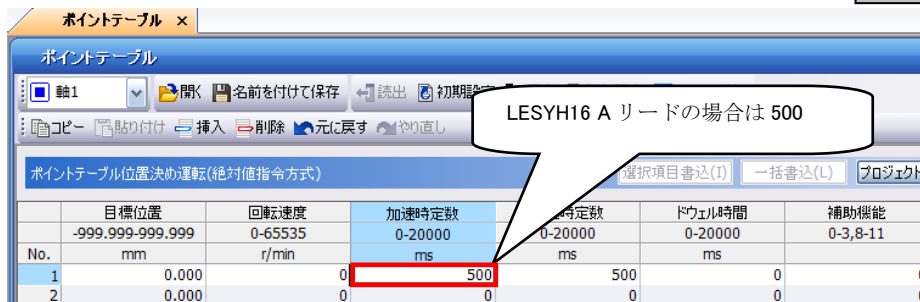 ポイントテーブル ×
ポイントテーブル
軸1 開く 名前を付けて保存 読出 初期設定
コピー 貼り付け 挿入 削除 元に戻す やり直し
LESYH16 A リードの場合は 500
ポイントテーブル位置決め運転(絶対値指令方式) 選択項目書込(I) 一括書込(L) プロジェクト
目標位置 回転速度 加速時定数 時定数 ドウェル時間 補助機能
-999.999-999.999 0-65535 0-20000 0-20000 0-20000 0-3,8-11
No. mm r/min ms ms ms
1 0.000 0 500 500 0
2 0.000 0 0 0 0